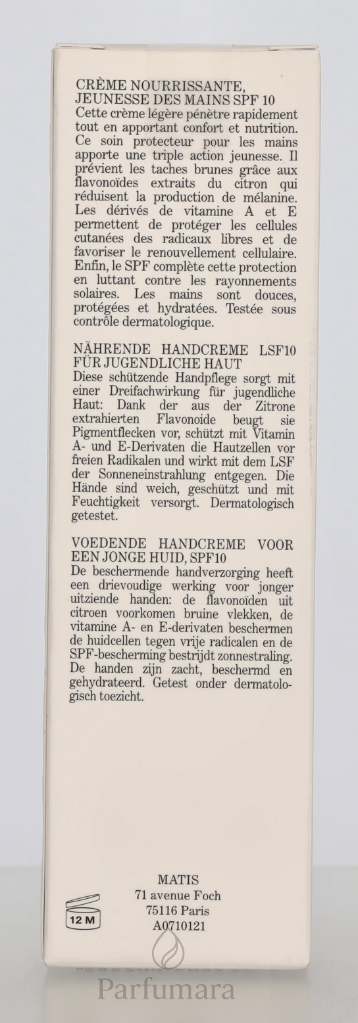 CRÈME NOURRISSANTE,
JEUNESSE DES MAINS SPF 10
Cette crème légère pénètre rapidement
tout en apportant confort et nutrition.
Ce soin protecteur pour les mains
apporte une triple action jeunesse. Il
prévient les taches brunes grâce aux
flavonoïdes extraits du citron qui
réduisent la production de mélanine.
Les dérivés de vitamine A et E
permettent de protéger les cellules
cutanées des radicaux libres et de
favoriser le renouvellement cellulaire.
Enfin, le SPF complète cette protection
en luttant contre les rayonnements
solaires. Les mains sont douces,
protégées et hydratées. Testée sous
contrôle dermatologique.
NÄHRENDE HANDCREME LSF10
FÜR JUGENDLICHE HAUT
Diese schützende Handpflege sorgt mit
einer Dreifachwirkung für jugendliche
Haut: Dank der aus der Zitrone
extrahierten Flavonoide beugt sie
Pigmentflecken vor, schützt mit Vitamin
A- und E-Derivaten die Hautzellen vor
freien Radikalen und wirkt mit dem LSF
der Sonneneinstrahlung entgegen. Die
Hände sind weich, geschützt und mit
Feuchtigkeit versorgt. Dermatologisch
getestet.
VOEDENDE HANDCREME VOOR
EEN JONGE HUID, SPF10
De beschermende handverzorging heeft
een drievoudige werking voor jonger
uitziende handen: de flavonoïden uit
citroen voorkomen bruine vlekken, de
vitamine A- en E-derivaten beschermen
de huidcellen tegen vrije radicalen en de
SPF-bescherming bestrijdt zonnestraling.
De handen zijn zacht, beschermd en
gehydrateerd. Getest onder dermatolo-
gisch toezicht.
MATIS
71 avenue Foch
75116 Paris
A0710121
12 M
Parfumara